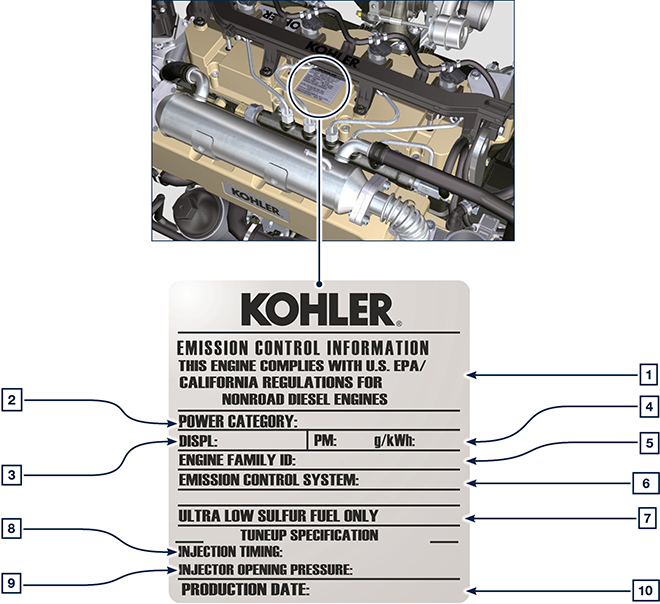 KOHLER
KOHLER
KOHLER
KOHLER®
EMISSION CONTROL INFORMATION
THIS ENGINE COMPLIES WITH U.S. EPA/
CALIFORNIA REGULATIONS FOR
NONROAD DIESEL ENGINES
1
2
POWER CATEGORY:
4
3
DISPL: PM: g/kWh:
5
ENGINE FAMILY ID:
6
EMISSION CONTROL SYSTEM:
7
ULTRA LOW SULFUR FUEL ONLY
TUNEUP SPECIFICATION
8
INJECTION TIMING:
9
INJECTOR OPENING PRESSURE:
10
PRODUCTION DATE: